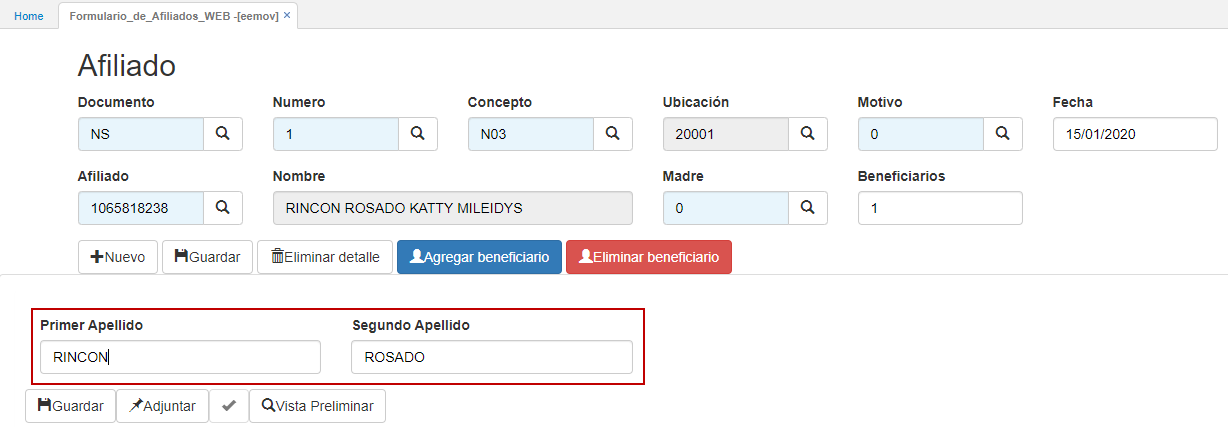 Home Formulario_de_Afiliados_WEB -[eemov] ×
Afiliado
Documento Numero Concepto Ubicación Motivo Fecha
NS 1 N03 20001 0 15/01/2020
Afiliado Nombre Madre Beneficiarios
1065818238 RINCON ROSADO KATTY MILEIDYS 0 1
Nuevo Guardar Eliminar detalle Agregar beneficiario Eliminar beneficiario
Primer Apellido Segundo Apellido
RINCON ROSADO
Guardar Adjuntar Vista Preliminar